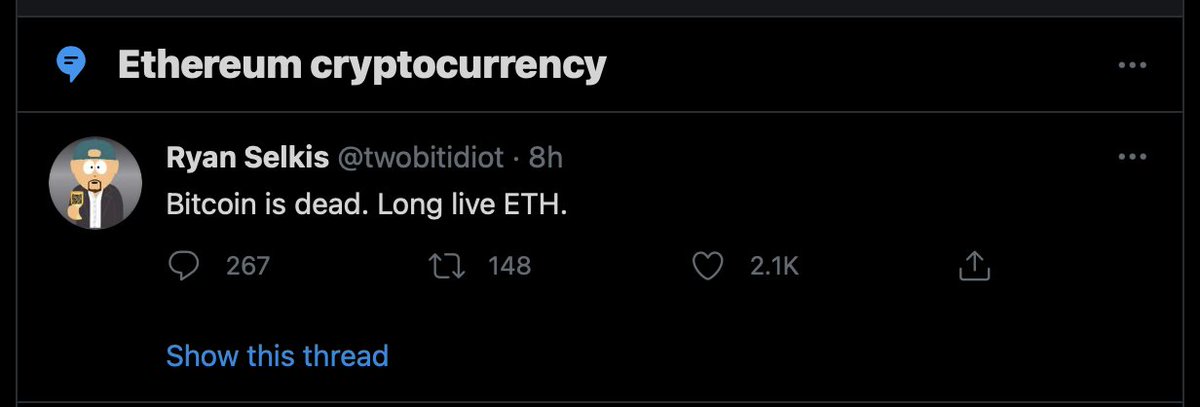 Ethereum cryptocurrency
Ryan Selkis @twobitidiot · 8h
Bitcoin is dead. Long live ETH.
267 148 2.1K
Show this thread